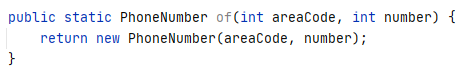 public static PhoneNumber of(int areaCode, int number) {
    return new PhoneNumber(areaCode, number);
}